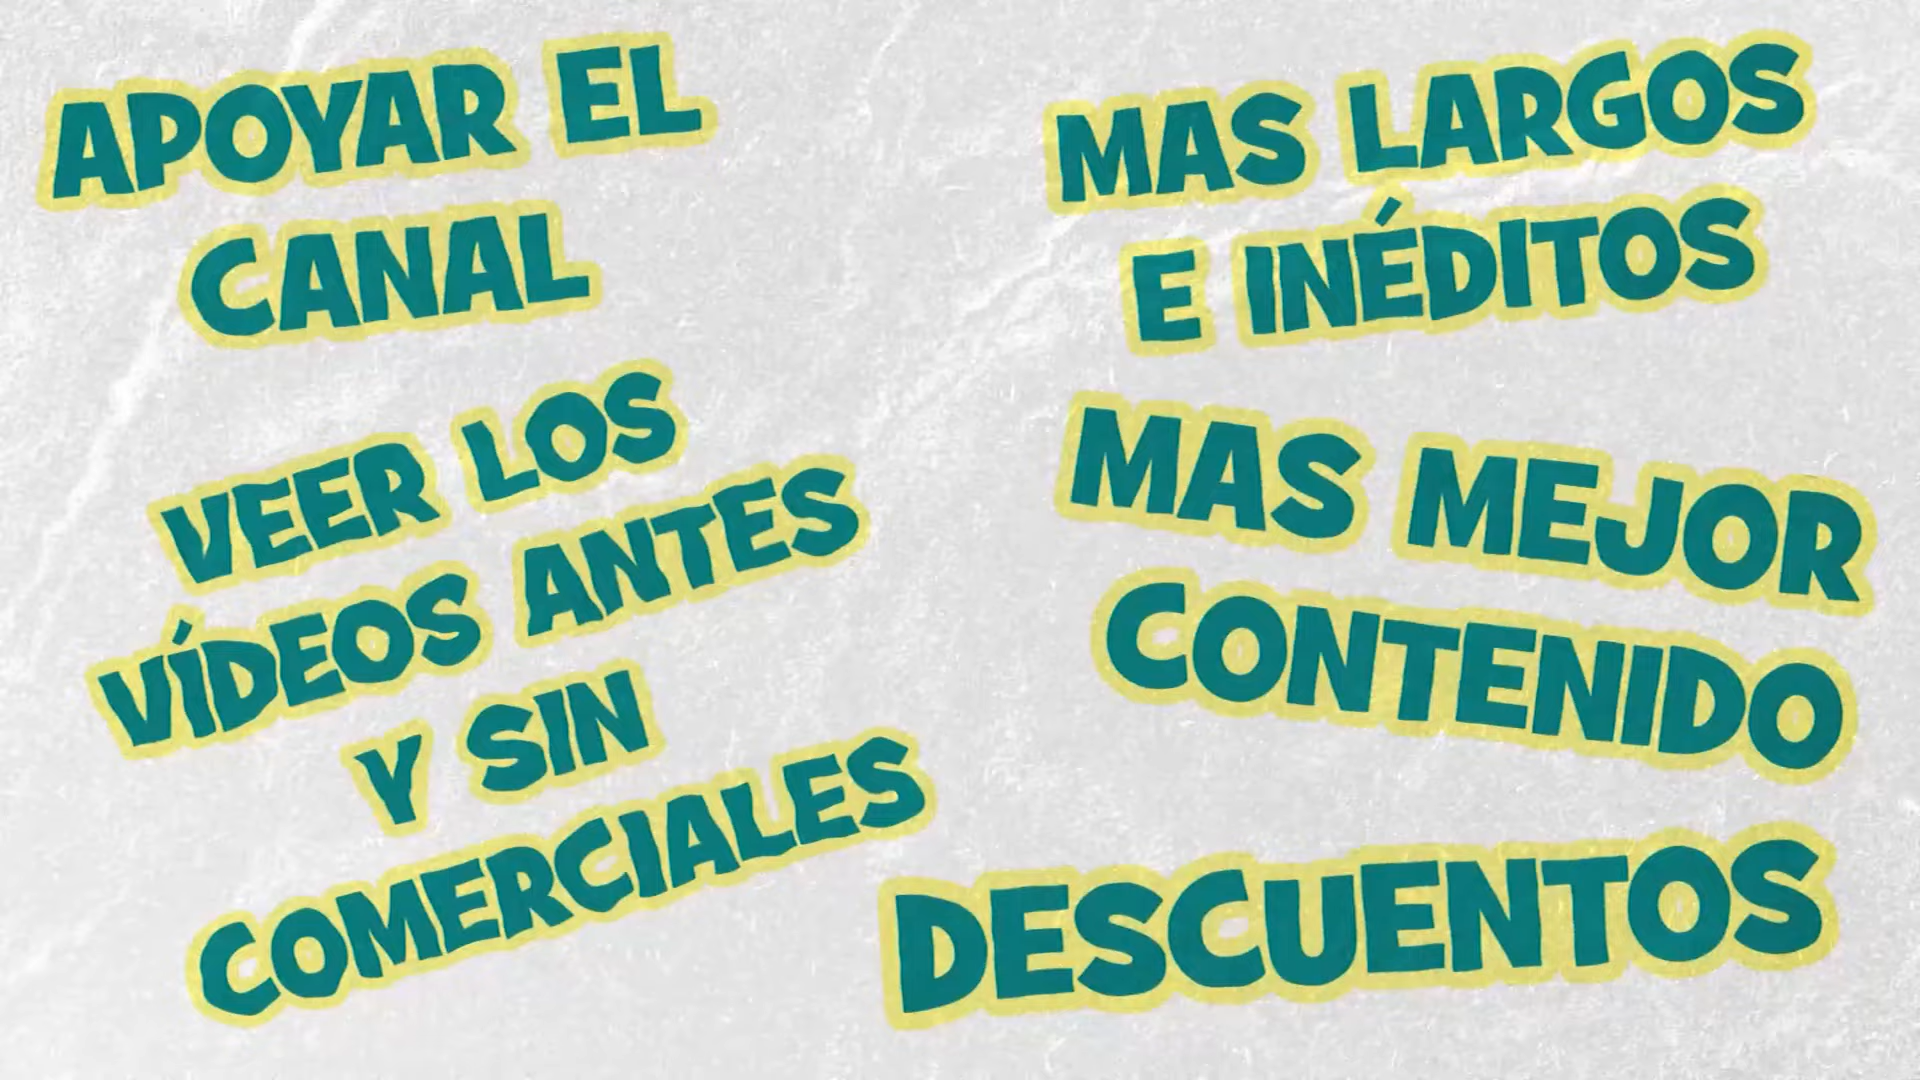 APOYAR EL
CANAL
VEER LOS
VÍDEOS ANTES
Y SIN
COMERCIALES
MAS LARGOS
E INÉDITOS
MAS MEJOR
CONTENIDO
DESCUENTOS